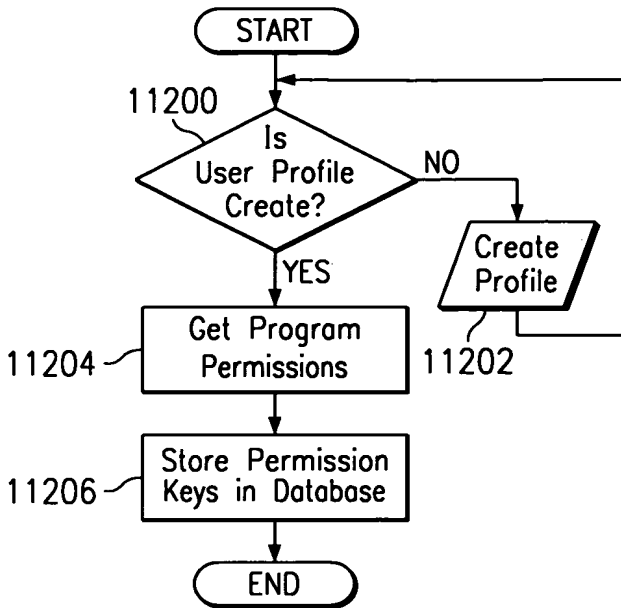 START
11200
Is
User Profile
Create?
NO
YES
Create
Profile
11202
Get Program
Permissions
11204
Store Permission
Keys in Database
11206
END